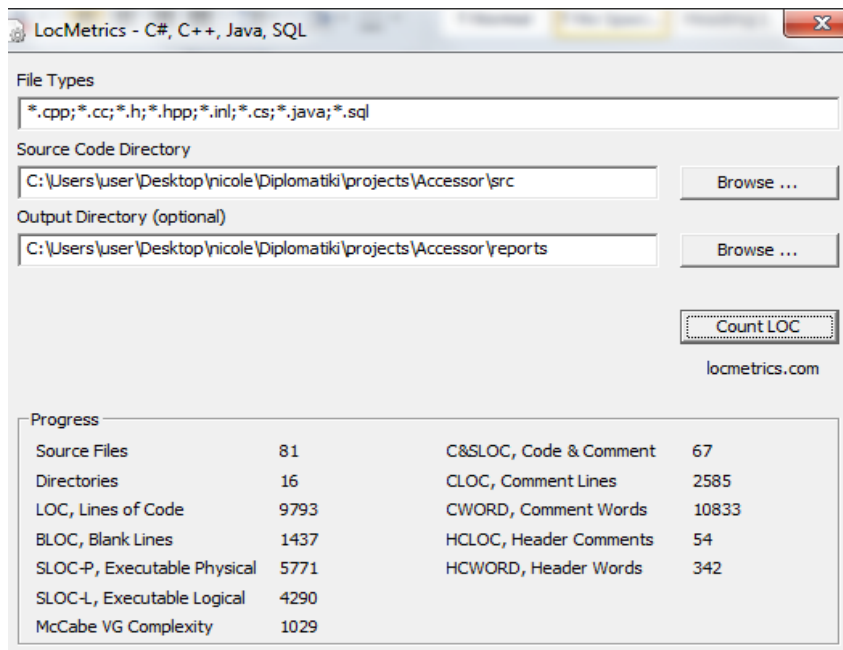 LocMetrics - C#, C++, Java, SQL
File Types
*.cpp;*.cc;*.h;*.hpp;*.inl;*.cs;*.java;*.sql
Source Code Directory
C:\Users\user\Desktop\nicole\Diplomatiki\projects\Accessor\src
Browse ...
Output Directory (optional)
C:\Users\user\Desktop\nicole\Diplomatiki\projects\Accessor\reports
Browse ...
Count LOC
locmetrics.com
Progress
Source Files 81 C&SLOC, Code & Comment 67
Directories 16 CLOC, Comment Lines 2585
LOC, Lines of Code 9793 CWORD, Comment Words 10833
BLOC, Blank Lines 1437 HCLOC, Header Comments 54
SLOC-P, Executable Physical 5771 HCWORD, Header Words 342
SLOC-L, Executable Logical 4290
McCabe VG Complexity 1029